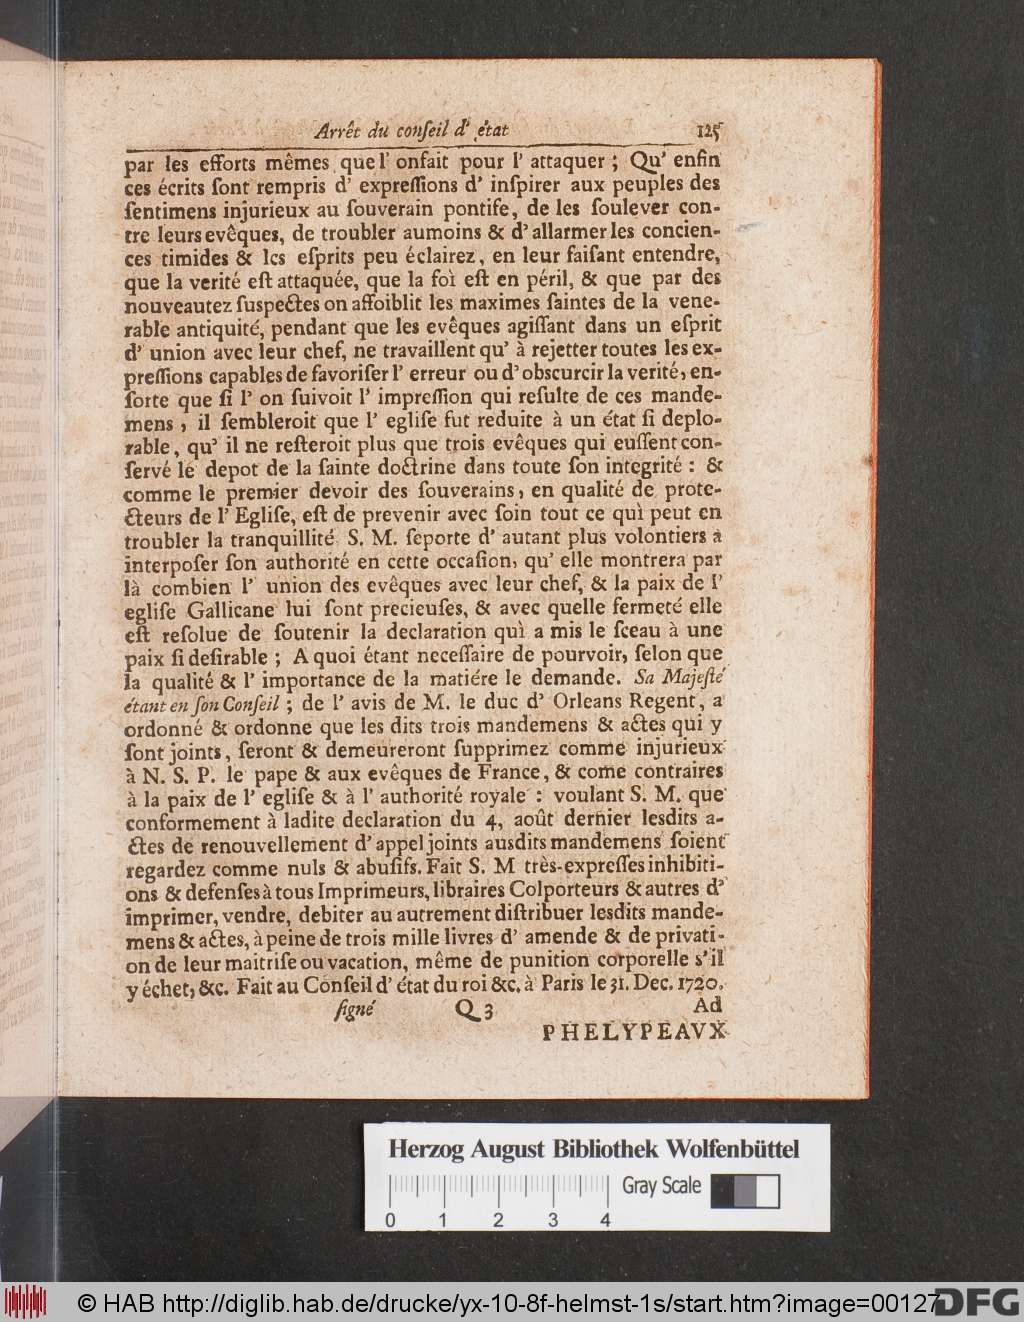 Arrêt du conſeil d' état 125
par les efforts mêmes que l' onfait pour l' attaquer ; Qu' enfin
ces écrits ſont rempris d' expreſſions d' inſpirer aux peuples des
ſentimens injurieux au ſouverain pontife, de les ſoulever con-
tre leurs evêques, de troubler aumoins & d' allarmer les concien-
ces timides & les eſprits peu éclairez, en leur faiſant entendre,
que la verité eſt attaquée, que la foi eſt en péril, & que par des
nouveautez ſuſpectes on affoiblit les maximes ſaintes de la vene-
rable antiquité, pendant que les evêques agiſſant dans un eſprit
d' union avec leur chef, ne travaillent qu' à rejetter toutes les ex-
preſſions capables de favoriſer l' erreur ou d' obscurcir la verité, en-
ſorte que ſi l' on ſuivoit l' impreſſion qui reſulte de ces mande-
mens , il ſembleroit que l' egliſe fut reduite à un état ſi deplo-
rable, qu' il ne reſteroit plus que trois evêques qui euſſent con-
ſervé le depot de la ſainte doctrine dans toute ſon integrité : &
comme le premier devoir des ſouverains, en qualité de prote-
cteurs de l' Egliſe, eſt de prevenir avec ſoin tout ce qui peut en
troubler la tranquillité S. M. ſeporte d' autant plus volontiers à
interpoſer ſon authorité en cette occaſion, qu' elle montrera par
là combien l' union des evêques avec leur chef, & la paix de l'
egliſe Gallicane lui ſont precieuſes, & avec quelle fermeté elle
eſt reſolue de ſoutenir la declaration qui a mis le ſceau à une
paix ſi deſirable ; A quoi étant neceſſaire de pourvoir, ſelon que
la qualité & l' importance de la matiére le demande. Sa Majeſté
étant en ſon Conſeil ; de l' avis de M. le duc d' Orleans Regent, a
ordonné & ordonne que les dits trois mandemens & actes qui y
ſont joints, ſeront & demeureront ſupprimez comme injurieux
à N. S. P. le pape & aux evêques de France, & come contraires
à la paix de l' egliſe & à l' authorité royale : voulant S. M. que
conformement à ladite declaration du 4, août dernier lesdits a-
ctes de renouvellement d' appel joints ausdits mandemens ſoient
regardez comme nuls & abuſifs. Fait S. M très-expreſſes inhibiti-
ons & defenſes à tous Imprimeurs, libraires Colporteurs & autres d'
imprimer, vendre, debiter au autrement diſtribuer lesdits mande-
mens & actes, à peine de trois mille livres d' amende & de privati-
on de leur maitriſe ou vacation, même de punition corporelle s'il
y échet, &c. Fait au Conſeil d' état du roi &c. à Paris le 31. Dec. 1720.
ſigné Q 3 Ad
PHELYPEAVX
Herzog August Bibliothek Wolfenbüttel
Gray Scale
0 1 2 3 4
© HAB http://diglib.hab.de/drucke/yx-10-8f-helmst-1s/start.htm?image=00127
DFG